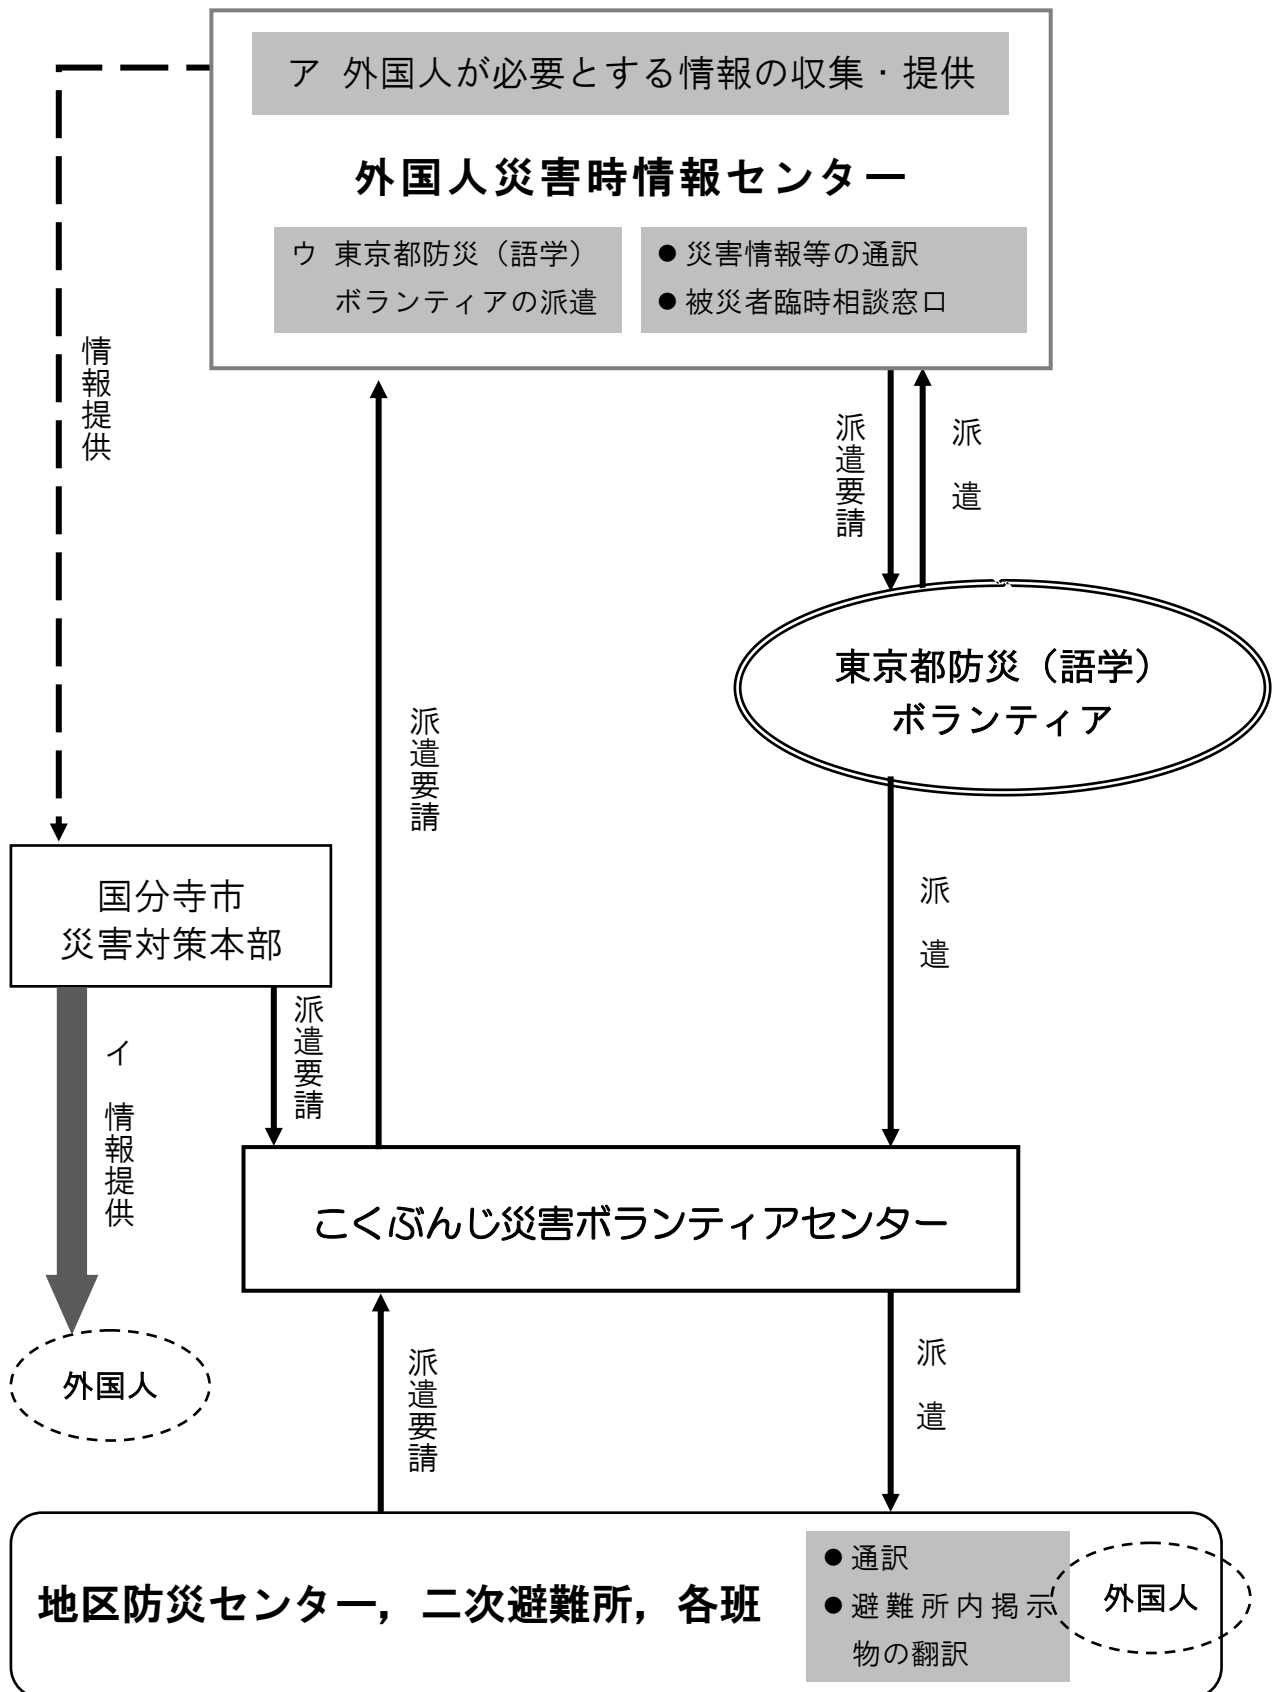 ア 外国人が必要とする情報の収集・提供
外国人災害時情報センター
ウ 東京都防災（語学）
ボランティアの派遣
●災害情報等の通訳
●被災者臨時相談窓口
情報提供
派遣要請
派遣
東京都防災（語学）
ボランティア
派遣要請
国分寺市
災害対策本部
派遣
派遣要請
イ 情報提供
こくぶんじ災害ボランティアセンター
外国人
派遣要請
派遣
地区防災センター，二次避難所，各班
●通訳
●避難所内掲示
物の翻訳
外国人